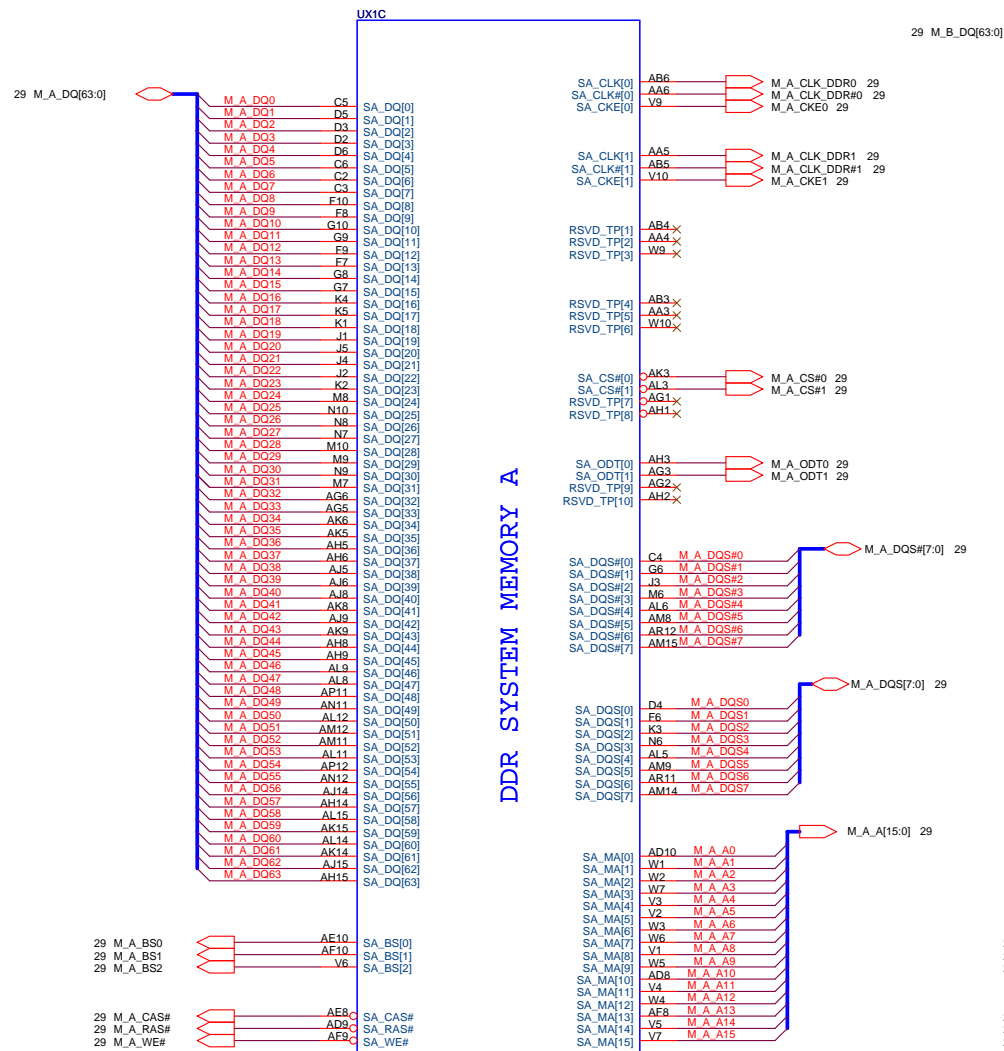 UX1C
29 M_B_DQ[63:0]
29 M_A_DQ[63:0]
M_A_DQ0 C5 SA_DQ[0]
M_A_DQ1 D5 SA_DQ[1]
M_A_DQ2 D3 SA_DQ[2]
M_A_DQ3 D2 SA_DQ[3]
M_A_DQ4 D6 SA_DQ[4]
M_A_DQ5 C6 SA_DQ[5]
M_A_DQ6 C2 SA_DQ[6]
M_A_DQ7 C3 SA_DQ[7]
M_A_DQ8 F10 SA_DQ[8]
M_A_DQ9 F8 SA_DQ[9]
M_A_DQ10 G10 SA_DQ[10]
M_A_DQ11 G9 SA_DQ[11]
M_A_DQ12 F9 SA_DQ[12]
M_A_DQ13 F7 SA_DQ[13]
M_A_DQ14 G8 SA_DQ[14]
M_A_DQ15 G7 SA_DQ[15]
M_A_DQ16 K4 SA_DQ[16]
M_A_DQ17 K5 SA_DQ[17]
M_A_DQ18 K1 SA_DQ[18]
M_A_DQ19 J1 SA_DQ[19]
M_A_DQ20 J5 SA_DQ[20]
M_A_DQ21 J4 SA_DQ[21]
M_A_DQ22 J2 SA_DQ[22]
M_A_DQ23 K2 SA_DQ[23]
M_A_DQ24 M8 SA_DQ[24]
M_A_DQ25 N10 SA_DQ[25]
M_A_DQ26 N8 SA_DQ[26]
M_A_DQ27 N7 SA_DQ[27]
M_A_DQ28 M10 SA_DQ[28]
M_A_DQ29 M9 SA_DQ[29]
M_A_DQ30 N9 SA_DQ[30]
M_A_DQ31 M7 SA_DQ[31]
M_A_DQ32 AG6 SA_DQ[32]
M_A_DQ33 AG5 SA_DQ[33]
M_A_DQ34 AK6 SA_DQ[34]
M_A_DQ35 AK5 SA_DQ[35]
M_A_DQ36 AH5 SA_DQ[36]
M_A_DQ37 AH6 SA_DQ[37]
M_A_DQ38 AJ5 SA_DQ[38]
M_A_DQ39 AJ6 SA_DQ[39]
M_A_DQ40 AJ8 SA_DQ[40]
M_A_DQ41 AK8 SA_DQ[41]
M_A_DQ42 AJ9 SA_DQ[42]
M_A_DQ43 AK9 SA_DQ[43]
M_A_DQ44 AH8 SA_DQ[44]
M_A_DQ45 AH9 SA_DQ[45]
M_A_DQ46 AL9 SA_DQ[46]
M_A_DQ47 AL8 SA_DQ[47]
M_A_DQ48 AP11 SA_DQ[48]
M_A_DQ49 AN11 SA_DQ[49]
M_A_DQ50 AL12 SA_DQ[50]
M_A_DQ51 AM12 SA_DQ[51]
M_A_DQ52 AM11 SA_DQ[52]
M_A_DQ53 AL11 SA_DQ[53]
M_A_DQ54 AP12 SA_DQ[54]
M_A_DQ55 AN12 SA_DQ[55]
M_A_DQ56 AJ14 SA_DQ[56]
M_A_DQ57 AH14 SA_DQ[57]
M_A_DQ58 AL15 SA_DQ[58]
M_A_DQ59 AK15 SA_DQ[59]
M_A_DQ60 AL14 SA_DQ[60]
M_A_DQ61 AK14 SA_DQ[61]
M_A_DQ62 AJ15 SA_DQ[62]
M_A_DQ63 AH15 SA_DQ[63]
29 M_A_BS0 AE10 SA_BS[0]
29 M_A_BS1 AF10 SA_BS[1]
29 M_A_BS2 V6 SA_BS[2]
29 M_A_CAS# AE8 SA_CAS#
29 M_A_RAS# AD9 SA_RAS#
29 M_A_WE# AF9 SA_WE#
DDR SYSTEM MEMORY A
SA_CLK[0] AB6 M_A_CLK_DDR0 29
SA_CLK#[0] AA6 M_A_CLK_DDR#0 29
SA_CKE[0] V9 M_A_CKE0 29
SA_CLK[1] AA5 M_A_CLK_DDR1 29
SA_CLK#[1] AB5 M_A_CLK_DDR#1 29
SA_CKE[1] V10 M_A_CKE1 29
RSVD_TP[1] AB4
RSVD_TP[2] AA4
RSVD_TP[3] W9
RSVD_TP[4] AB3
RSVD_TP[5] AA3
RSVD_TP[6] W10
SA_CS#[0] AK3 M_A_CS#0 29
SA_CS#[1] AL3 M_A_CS#1 29
RSVD_TP[7] AG1
RSVD_TP[8] AH1
SA_ODT[0] AH3 M_A_ODT0 29
SA_ODT[1] AG3 M_A_ODT1 29
RSVD_TP[9] AG2
RSVD_TP[10] AH2
M_A_DQS#[7:0] 29
SA_DQS#[0] C4 M_A_DQS#0
SA_DQS#[1] G6 M_A_DQS#1
SA_DQS#[2] J3 M_A_DQS#2
SA_DQS#[3] M6 M_A_DQS#3
SA_DQS#[4] AL6 M_A_DQS#4
SA_DQS#[5] AM8 M_A_DQS#5
SA_DQS#[6] AR12 M_A_DQS#6
SA_DQS#[7] AM15 M_A_DQS#7
M_A_DQS[7:0] 29
SA_DQS[0] D4 M_A_DQS0
SA_DQS[1] F6 M_A_DQS1
SA_DQS[2] K3 M_A_DQS2
SA_DQS[3] N6 M_A_DQS3
SA_DQS[4] AL5 M_A_DQS4
SA_DQS[5] AM9 M_A_DQS5
SA_DQS[6] AR11 M_A_DQS6
SA_DQS[7] AM14 M_A_DQS7
M_A_A[15:0] 29
SA_MA[0] AD10 M_A_A0
SA_MA[1] W1 M_A_A1
SA_MA[2] W2 M_A_A2
SA_MA[3] W7 M_A_A3
SA_MA[4] V3 M_A_A4
SA_MA[5] V2 M_A_A5
SA_MA[6] W3 M_A_A6
SA_MA[7] W6 M_A_A7
SA_MA[8] V1 M_A_A8
SA_MA[9] W5 M_A_A9
SA_MA[10] AD8 M_A_A10
SA_MA[11] V4 M_A_A11
SA_MA[12] W4 M_A_A12
SA_MA[13] AF8 M_A_A13
SA_MA[14] V5 M_A_A14
SA_MA[15] V7 M_A_A15